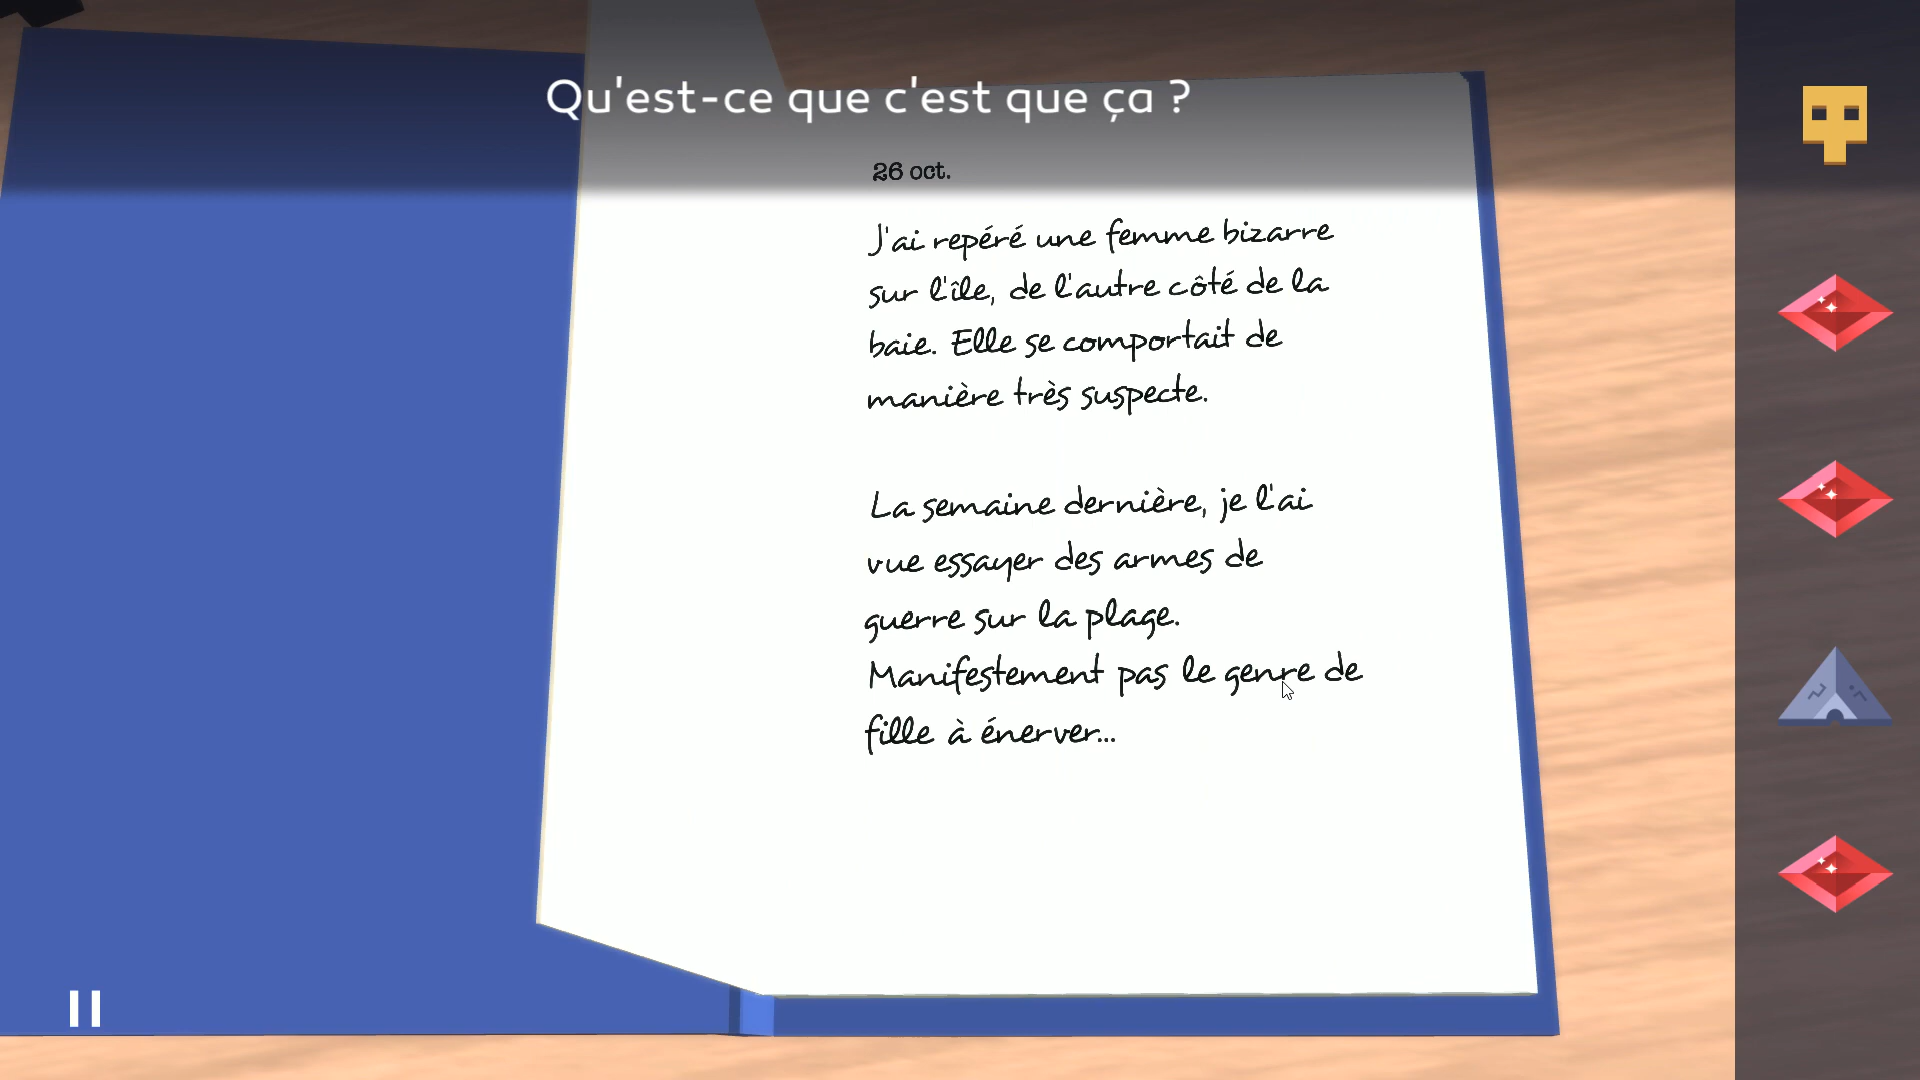 Qu'est-ce que c'est que ça ?
26 oct.
J'ai repéré une femme bizarre
sur l'île, de l'autre côté de la
baie. Elle se comportait de
manière très suspecte.
La semaine dernière, je l'ai
vue essayer des armes de
guerre sur la plage.
Manifestement pas le genre de
fille à énerver...